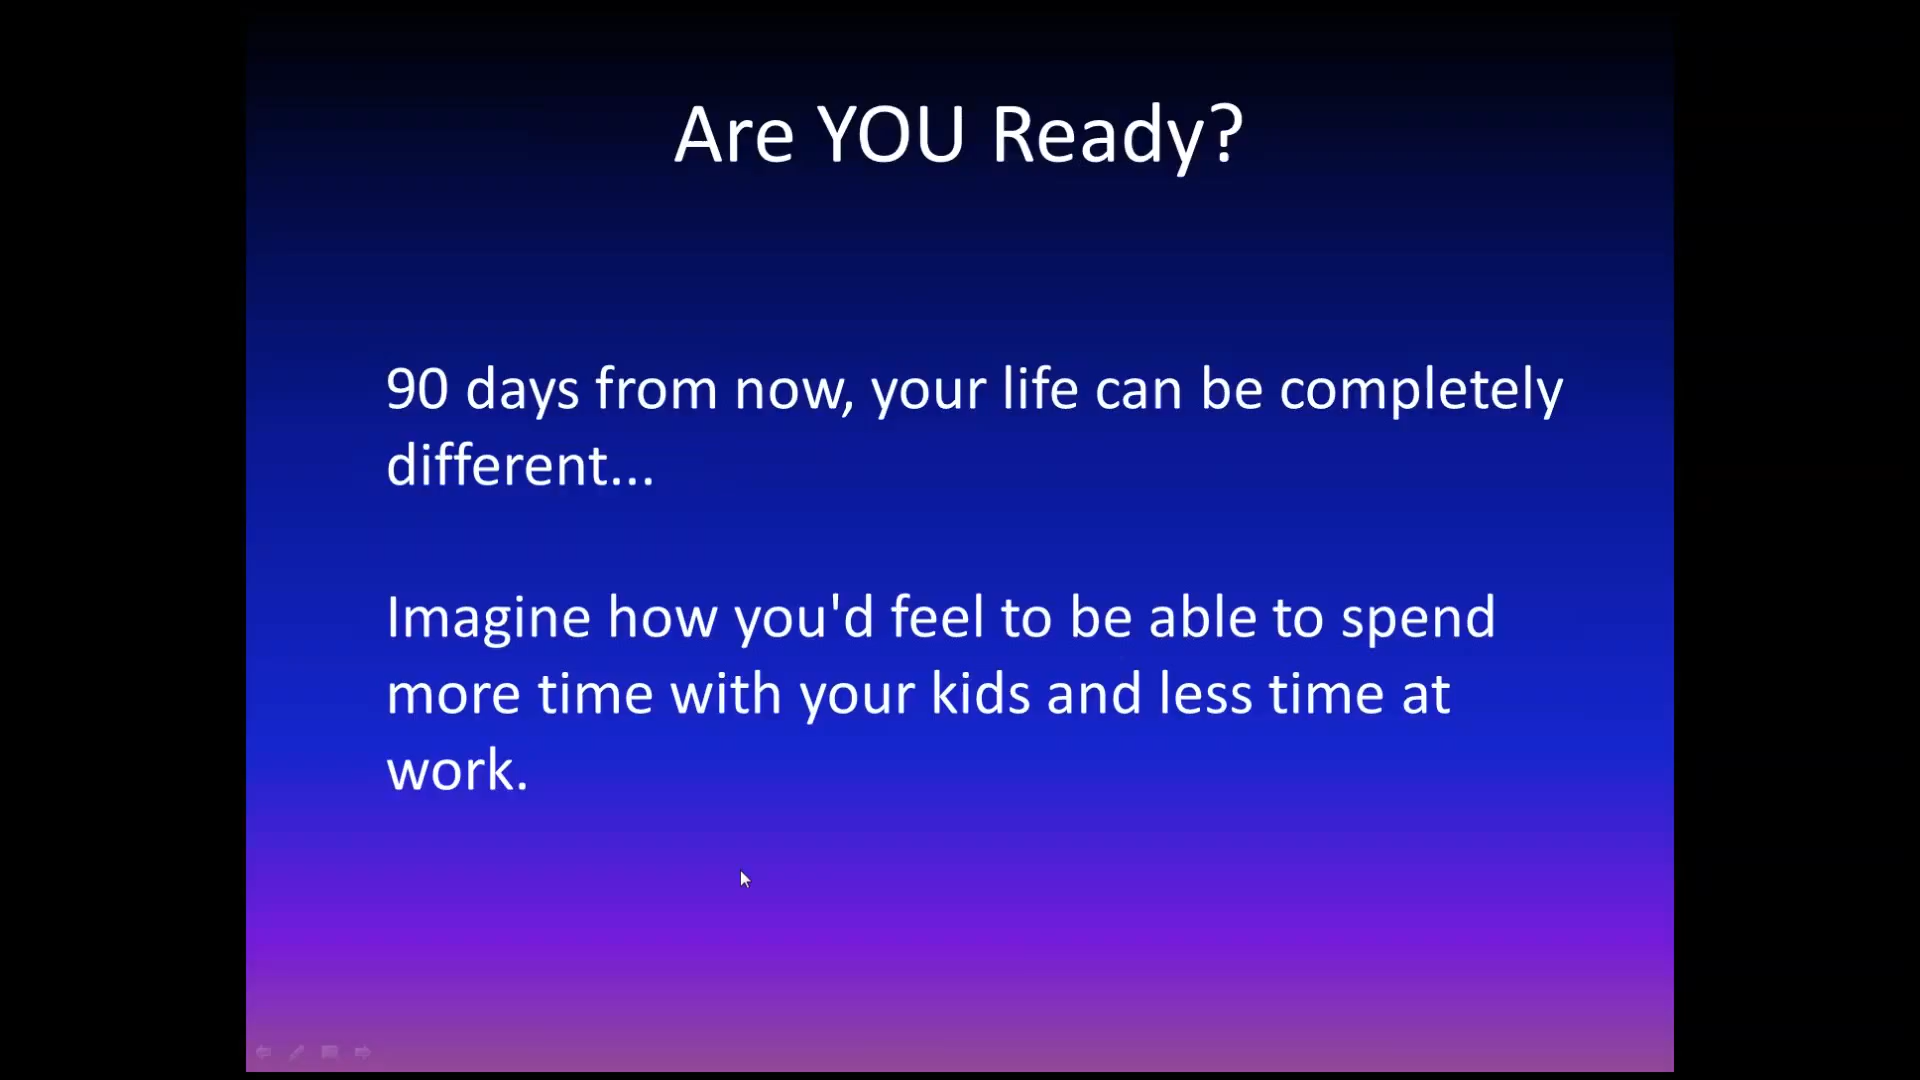 Are YOU Ready?
90 days from now, your life can be completely
different...
Imagine how you'd feel to be able to spend
more time with your kids and less time at
work.